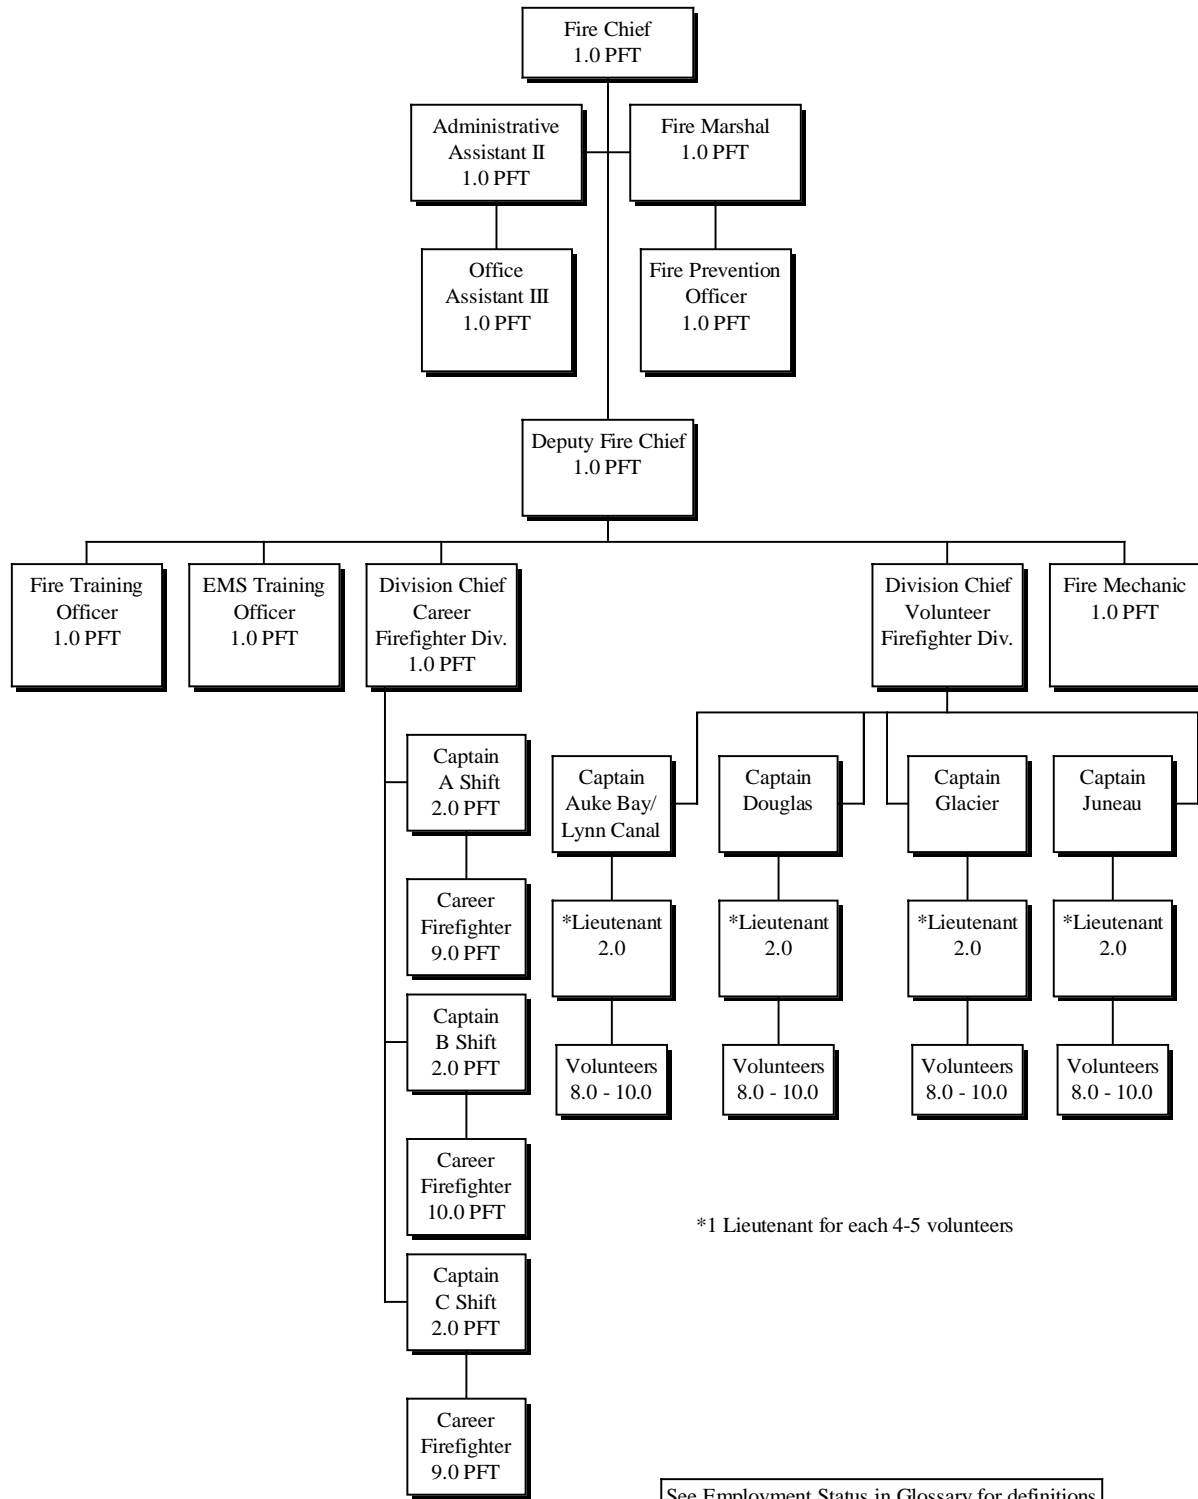 Fire Chief
1.0 PFT
Administrative
Assistant II
1.0 PFT
Fire Marshal
1.0 PFT
Office
Assistant III
1.0 PFT
Fire Prevention
Officer
1.0 PFT
Deputy Fire Chief
1.0 PFT
Fire Training
Officer
1.0 PFT
EMS Training
Officer
1.0 PFT
Division Chief
Career
Firefighter Div.
1.0 PFT
Division Chief
Volunteer
Firefighter Div.
Fire Mechanic
1.0 PFT
Captain
A Shift
2.0 PFT
Career
Firefighter
9.0 PFT
Captain
B Shift
2.0 PFT
Career
Firefighter
10.0 PFT
Captain
C Shift
2.0 PFT
Career
Firefighter
9.0 PFT
Captain
Auke Bay/
Lynn Canal
*Lieutenant
2.0
Volunteers
8.0 - 10.0
Captain
Douglas
*Lieutenant
2.0
Volunteers
8.0 - 10.0
Captain
Glacier
*Lieutenant
2.0
Volunteers
8.0 - 10.0
Captain
Juneau
*Lieutenant
2.0
Volunteers
8.0 - 10.0
*1 Lieutenant for each 4-5 volunteers
See Employment Status in Glossary for definitions